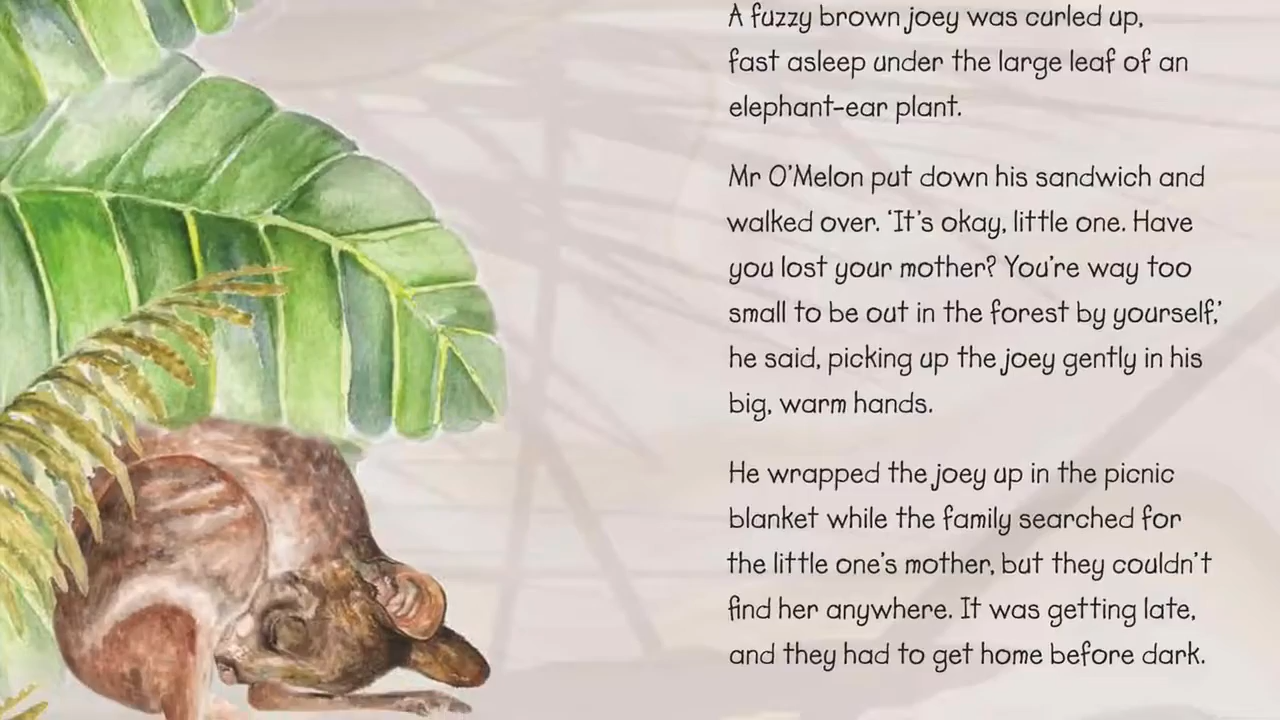 A fuzzy brown joey was curled up,
fast asleep under the large leaf of an
elephant-ear plant.
Mr O’Melon put down his sandwich and
walked over. ‘It’s okay, little one. Have
you lost your mother? You’re way too
small to be out in the forest by yourself,’
he said, picking up the joey gently in his
big, warm hands.
He wrapped the joey up in the picnic
blanket while the family searched for
the little one’s mother, but they couldn’t
find her anywhere. It was getting late,
and they had to get home before dark.